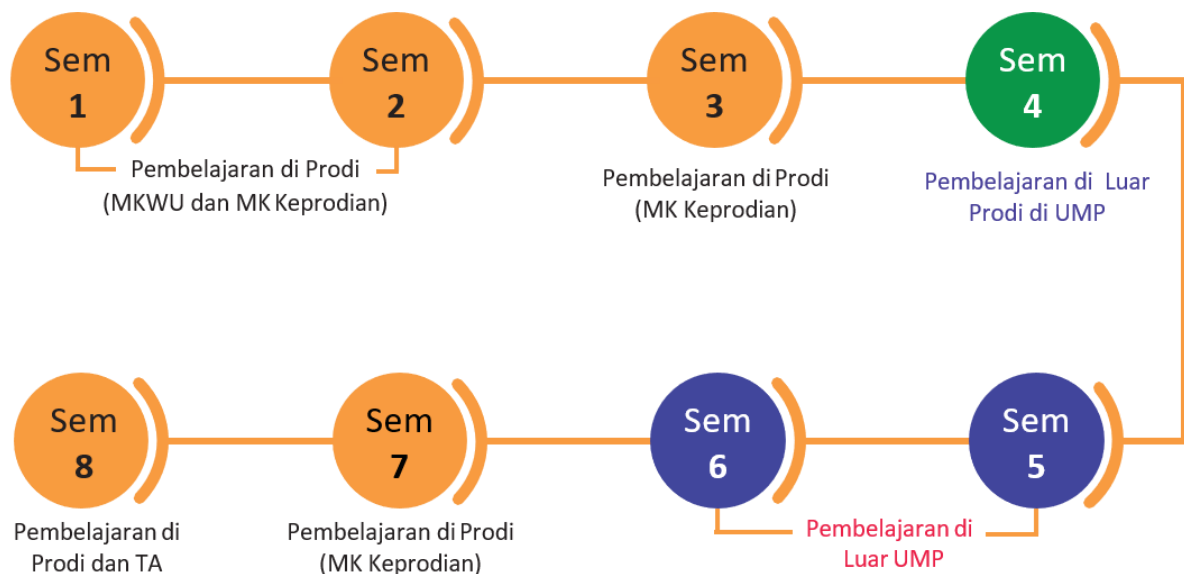 Sem
1
Sem
2
Sem
3
Sem
4
Pembelajaran di Prodi
(MKWU dan MK Keprodian)
Pembelajaran di Prodi
(MK Keprodian)
Pembelajaran di Luar
Prodi di UMP
Sem
8
Sem
7
Sem
6
Sem
5
Pembelajaran di
Prodi dan TA
Pembelajaran di Prodi
(MK Keprodian)
Pembelajaran di
Luar UMP